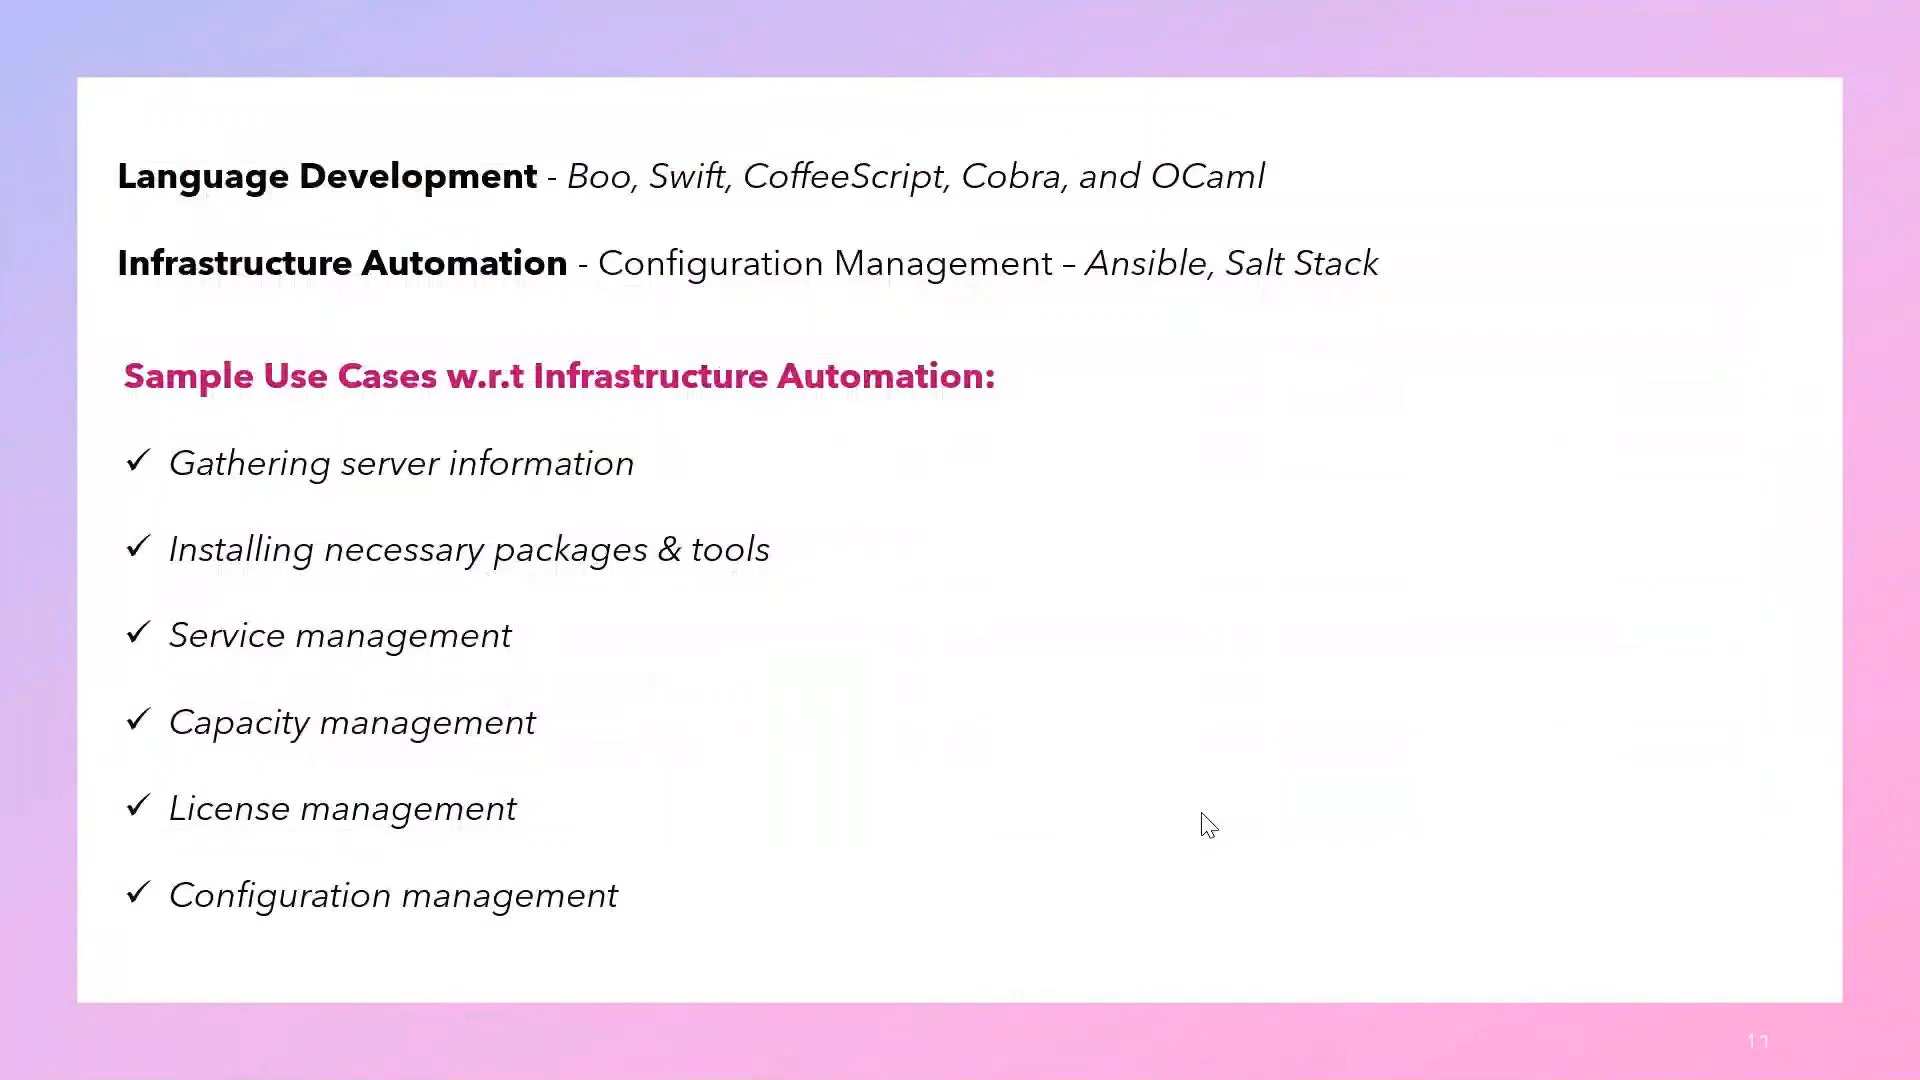 Language Development - Boo, Swift, CoffeeScript, Cobra, and OCaml
Infrastructure Automation - Configuration Management – Ansible, Salt Stack
Sample Use Cases w.r.t Infrastructure Automation:
✓ Gathering server information
✓ Installing necessary packages & tools
✓ Service management
✓ Capacity management
✓ License management
✓ Configuration management
11